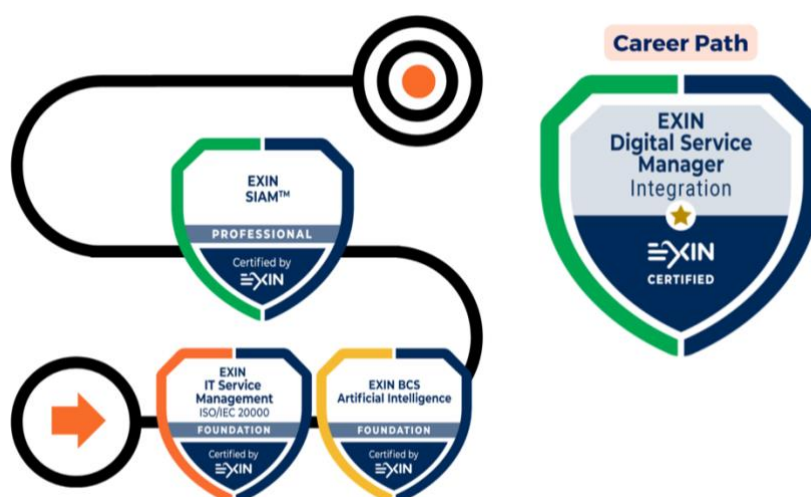 Career Path
EXIN
Digital Service
Manager
Integration
EXIN
CERTIFIED
EXIN
SIAM™
PROFESSIONAL
Certified by
EXIN
EXIN
IT Service
Management
ISO/IEC 20000
FOUNDATION
Certified by
EXIN
EXIN BCS
Artificial Intelligence
FOUNDATION
Certified by
EXIN